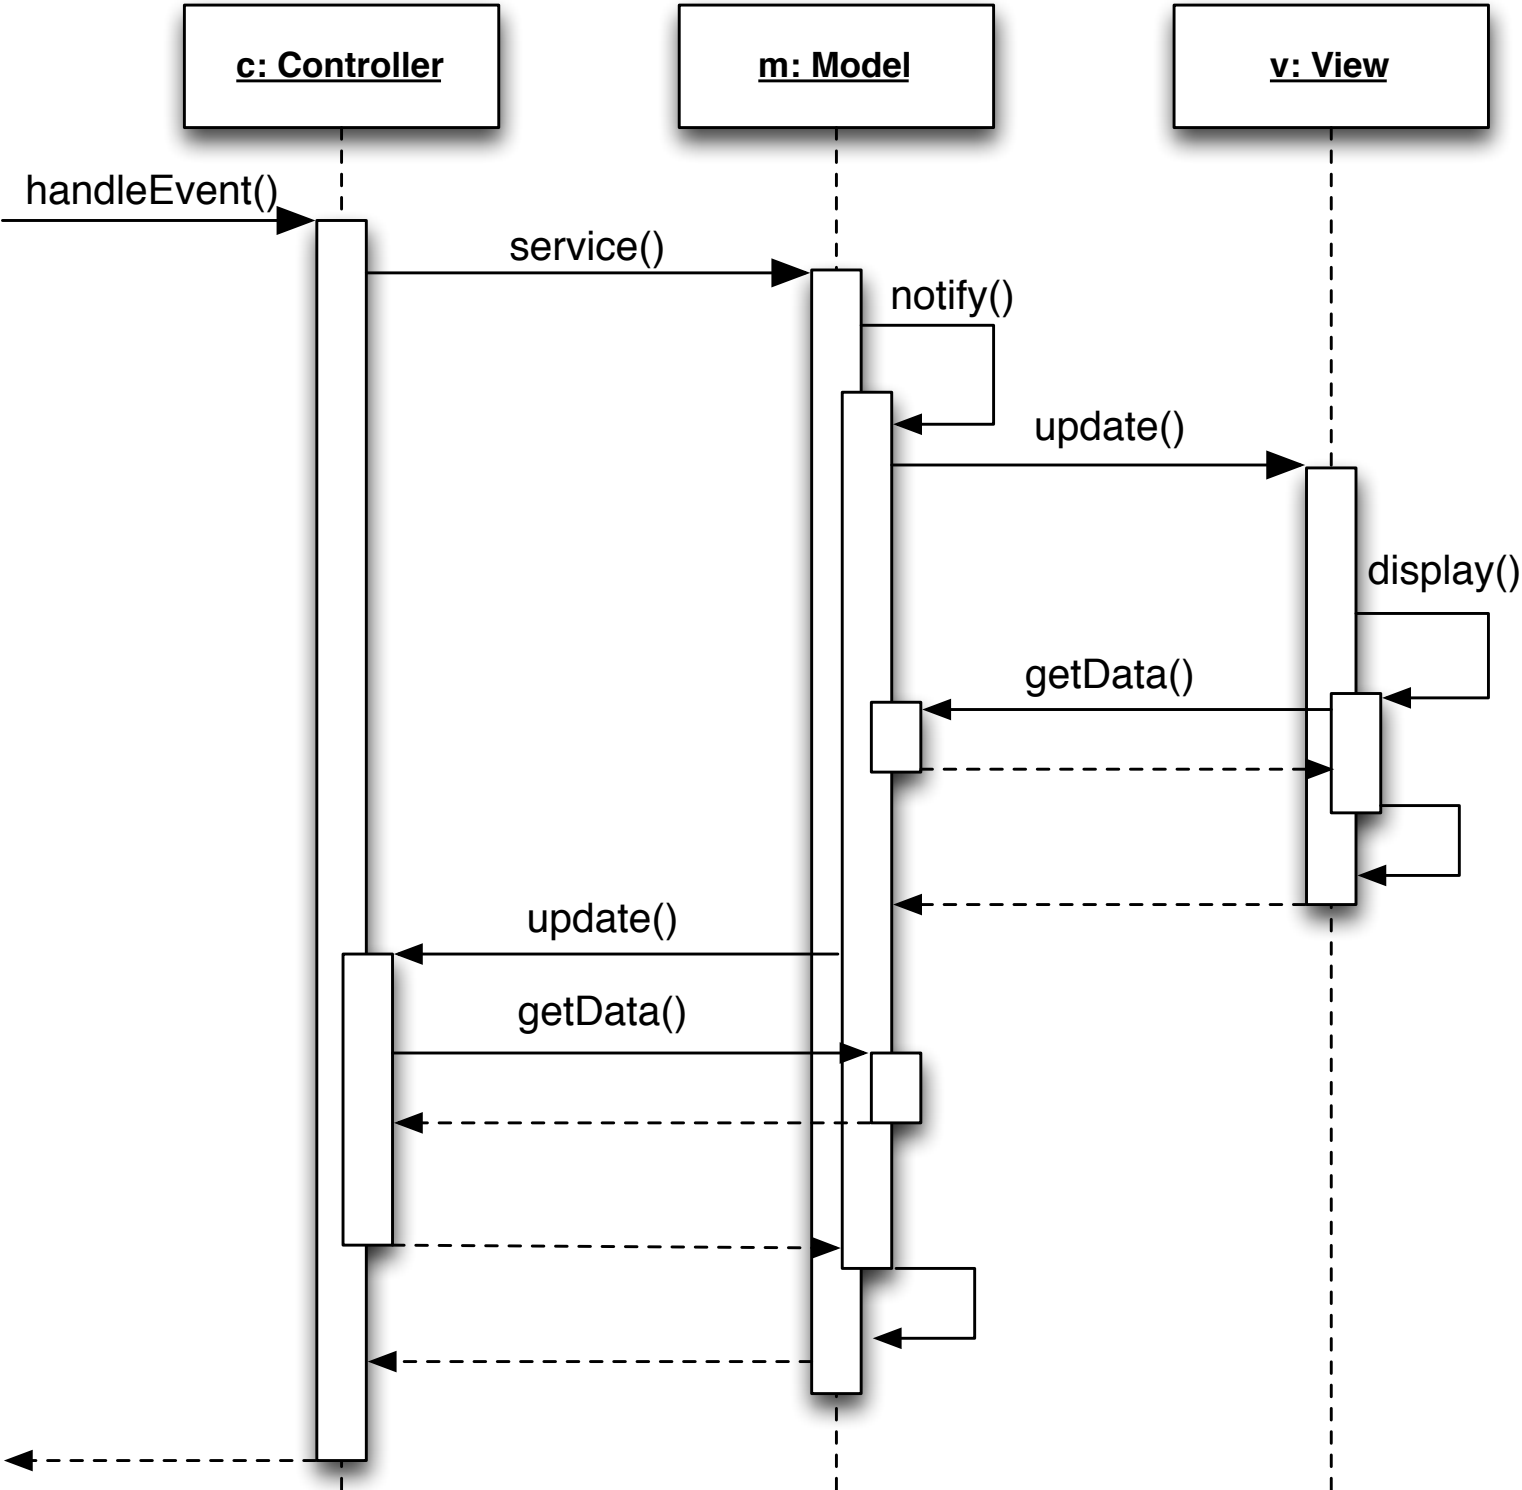 c: Controller
m: Model
v: View
handleEvent()
service()
notify()
update()
display()
getData()
update()
getData()